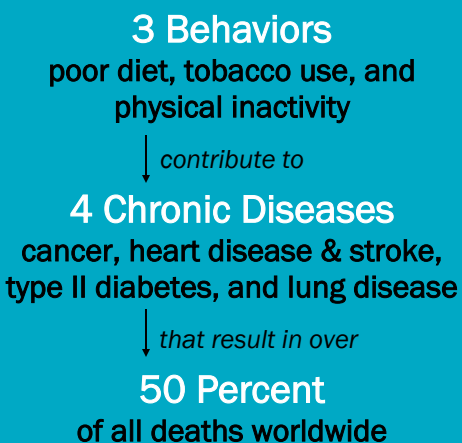 3 Behaviors
poor diet, tobacco use, and
physical inactivity
contribute to
4 Chronic Diseases
cancer, heart disease & stroke,
type II diabetes, and lung disease
that result in over
50 Percent
of all deaths worldwide